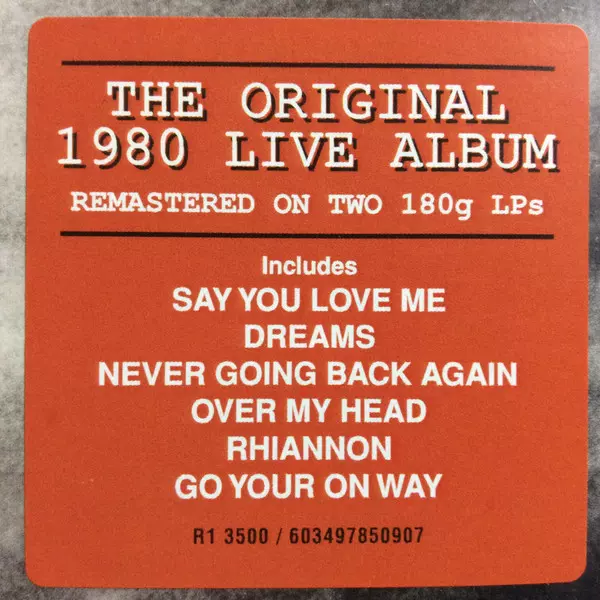 THE ORIGINAL
1980 LIVE ALBUM
REMASTERED ON TWO 180g LPs
Includes
SAY YOU LOVE ME
DREAMS
NEVER GOING BACK AGAIN
OVER MY HEAD
RHIANNON
GO YOUR ON WAY
R1 3500 / 603497850907